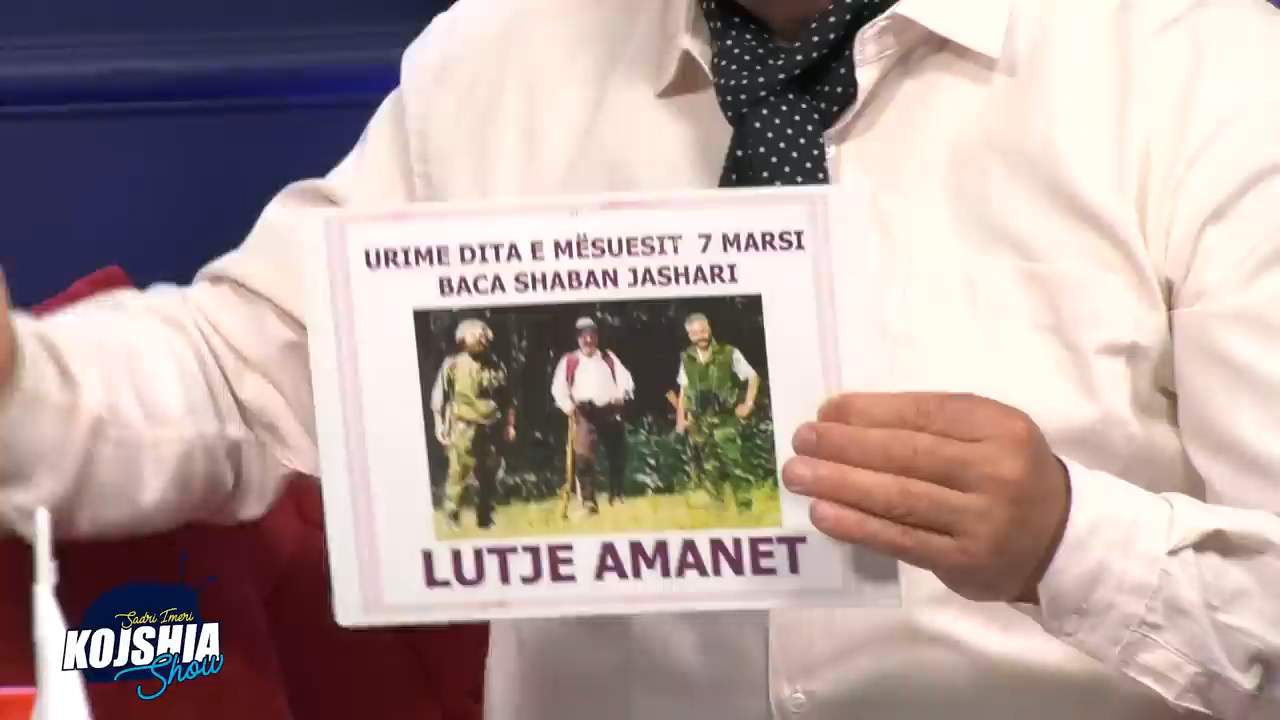 URIME DITA E MËSUESIT 7 MARSI
BACA SHABAN JASHARI
LUTJE AMANET
Sadri Imeri
KOJSHIA
Show